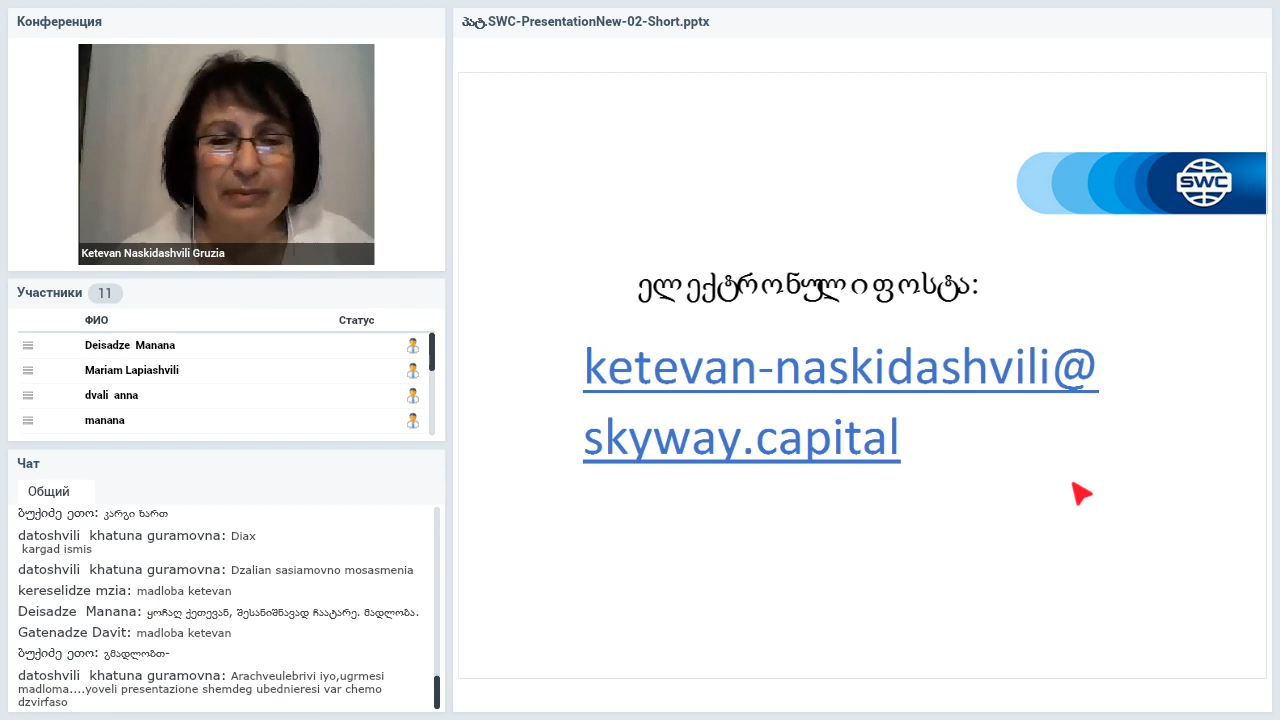 Конференция
Ketevan Naskidashvili Gruzia
Участники 11
ФИО Статус
Deisadze Manana
Mariam Lapiashvili
dvali anna
manana
Чат
Общий
ბუქიძე ეთო: კარგი ხართ
datoshvili khatuna guramovna: Diax
kargad ismis
datoshvili khatuna guramovna: Dzalian sasiamovno mosasmenia
kereselidze mzia: madloba ketevan
Deisadze Manana: ყოჩაღ ქეთევან, შესანიშნავად ჩაატარე. მადლობა.
Gatenadze Davit: madloba ketevan
ბუქიძე ეთო: გმადლობთ-
datoshvili khatuna guramovna: Arachveulebrivi iyo,ugrmesi
madloma....yoveli presentazione shemdeg ubednieresi var chemo
dzvirfaso
პატ.SWC-PresentationNew-02-Short.pptx
SWC
ელექტრონული ფოსტა:
ketevan-naskidashvili@
skyway.capital